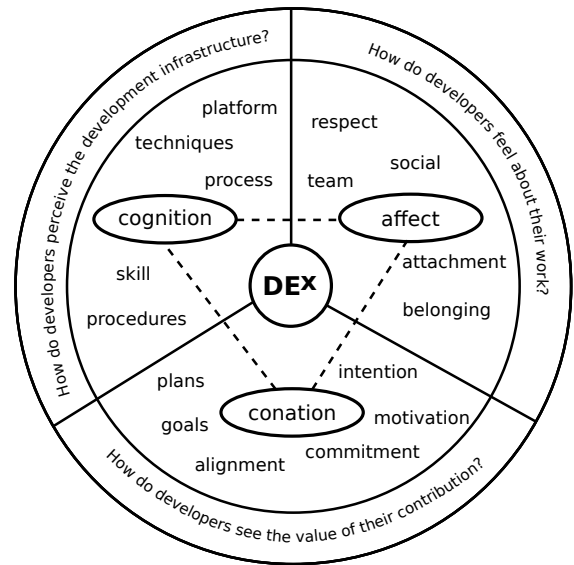 How do developers perceive the development infrastructure?
platform
techniques
process
cognition
skill
procedures
How do developers feel about their work?
respect
social
team
affect
attachment
belonging
DEx
plans
intention
goals
conation
motivation
alignment
commitment
How do developers see the value of their contribution?